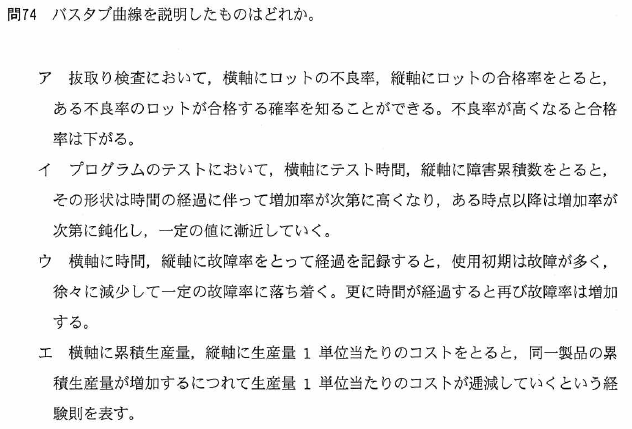 問74 バスタブ曲線を説明したものはどれか。
ア 抜取り検査において，横軸にロットの不良率，縦軸にロットの合格率をとると，
ある不良率のロットが合格する確率を知ることができる。不良率が高くなると合格
率は下がる。
イ プログラムのテストにおいて，横軸にテスト時間，縦軸に障害累積数をとると，
その形状は時間の経過に伴って増加率が次第に高くなり，ある時点以降は増加率が
次第に鈍化し，一定の値に漸近していく。
ウ 横軸に時間，縦軸に故障率をとって経過を記録すると，使用初期は故障が多く，
徐々に減少して一定の故障率に落ち着く。更に時間が経過すると再び故障率は増加
する。
エ 横軸に累積生産量，縦軸に生産量1単位当たりのコストをとると，同一製品の累
積生産量が増加するにつれて生産量1単位当たりのコストが逓減していくという経
験則を表す。